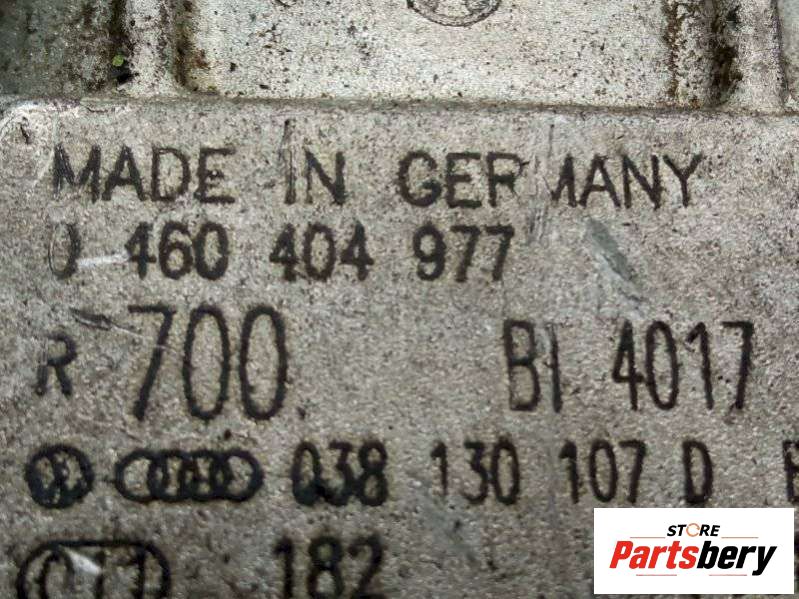 MADE IN GERMANY
0 460 404 977
R 700 BI 4017
038 130 107 D
182
STORE
Partsbery